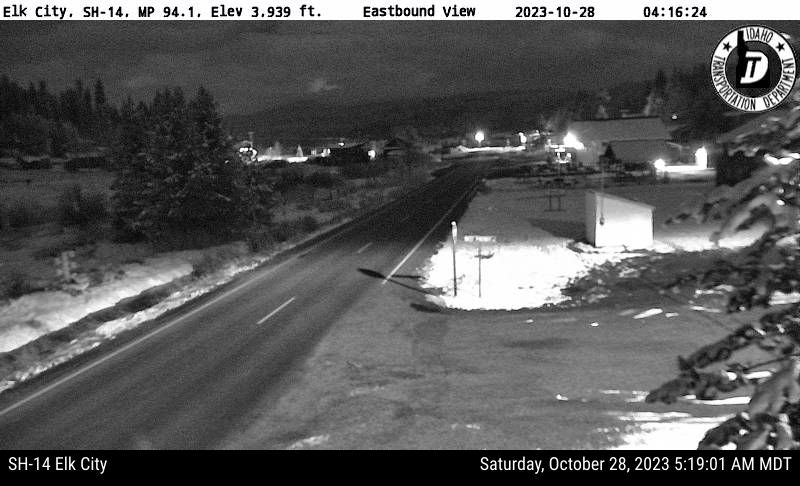 Elk City, SH-14, MP 94.1, Elev 3,939 ft. Eastbound View 2023-10-28 04:16:24
IDAHO
TRANSPORTATION DEPARTMENT
SH-14 Elk City Saturday, October 28, 2023 5:19:01 AM MDT